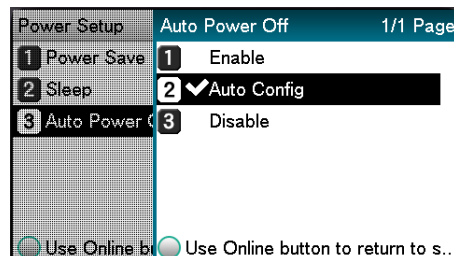 Power Setup
1 Power Save
2 Sleep
3 Auto Power
Use Online
Auto Power Off 1/1 Page
1 Enable
2 Auto Config
3 Disable
Use Online button to return to s..